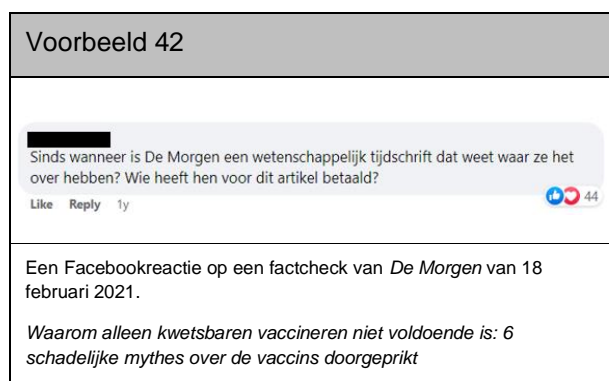 Voorbeeld 42
Sinds wanneer is De Morgen een wetenschappelijk tijdschrift dat weet waar ze het
over hebben? Wie heeft hen voor dit artikel betaald?
44
Like Reply 1y
Een Facebookreactie op een factcheck van De Morgen van 18
februari 2021.
Waarom alleen kwetsbaren vaccineren niet voldoende is: 6
schadelijke mythes over de vaccins doorgeprikt